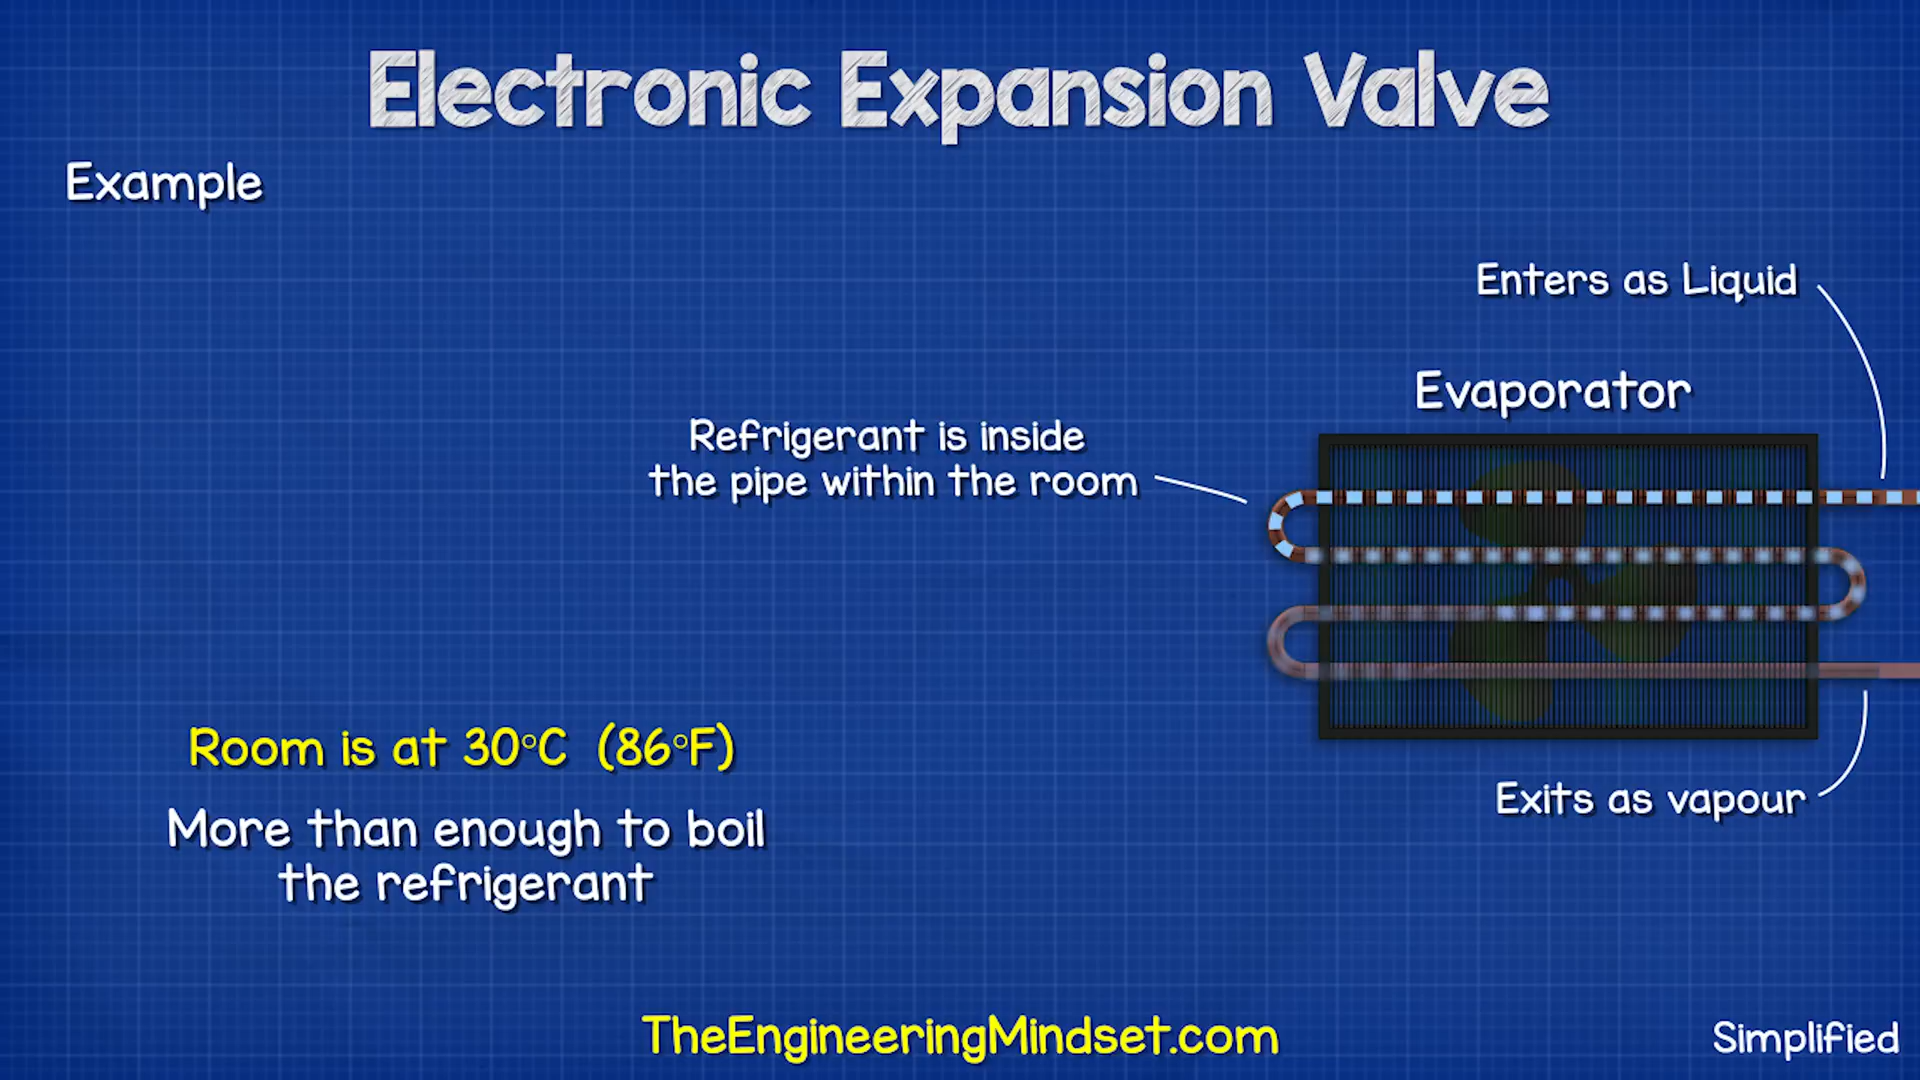 Electronic Expansion Valve
Example
Enters as Liquid
Evaporator
Refrigerant is inside
the pipe within the room
Room is at 30°C (86°F)
More than enough to boil
the refrigerant
Exits as vapour
TheEngineeringMindset.com
Simplified